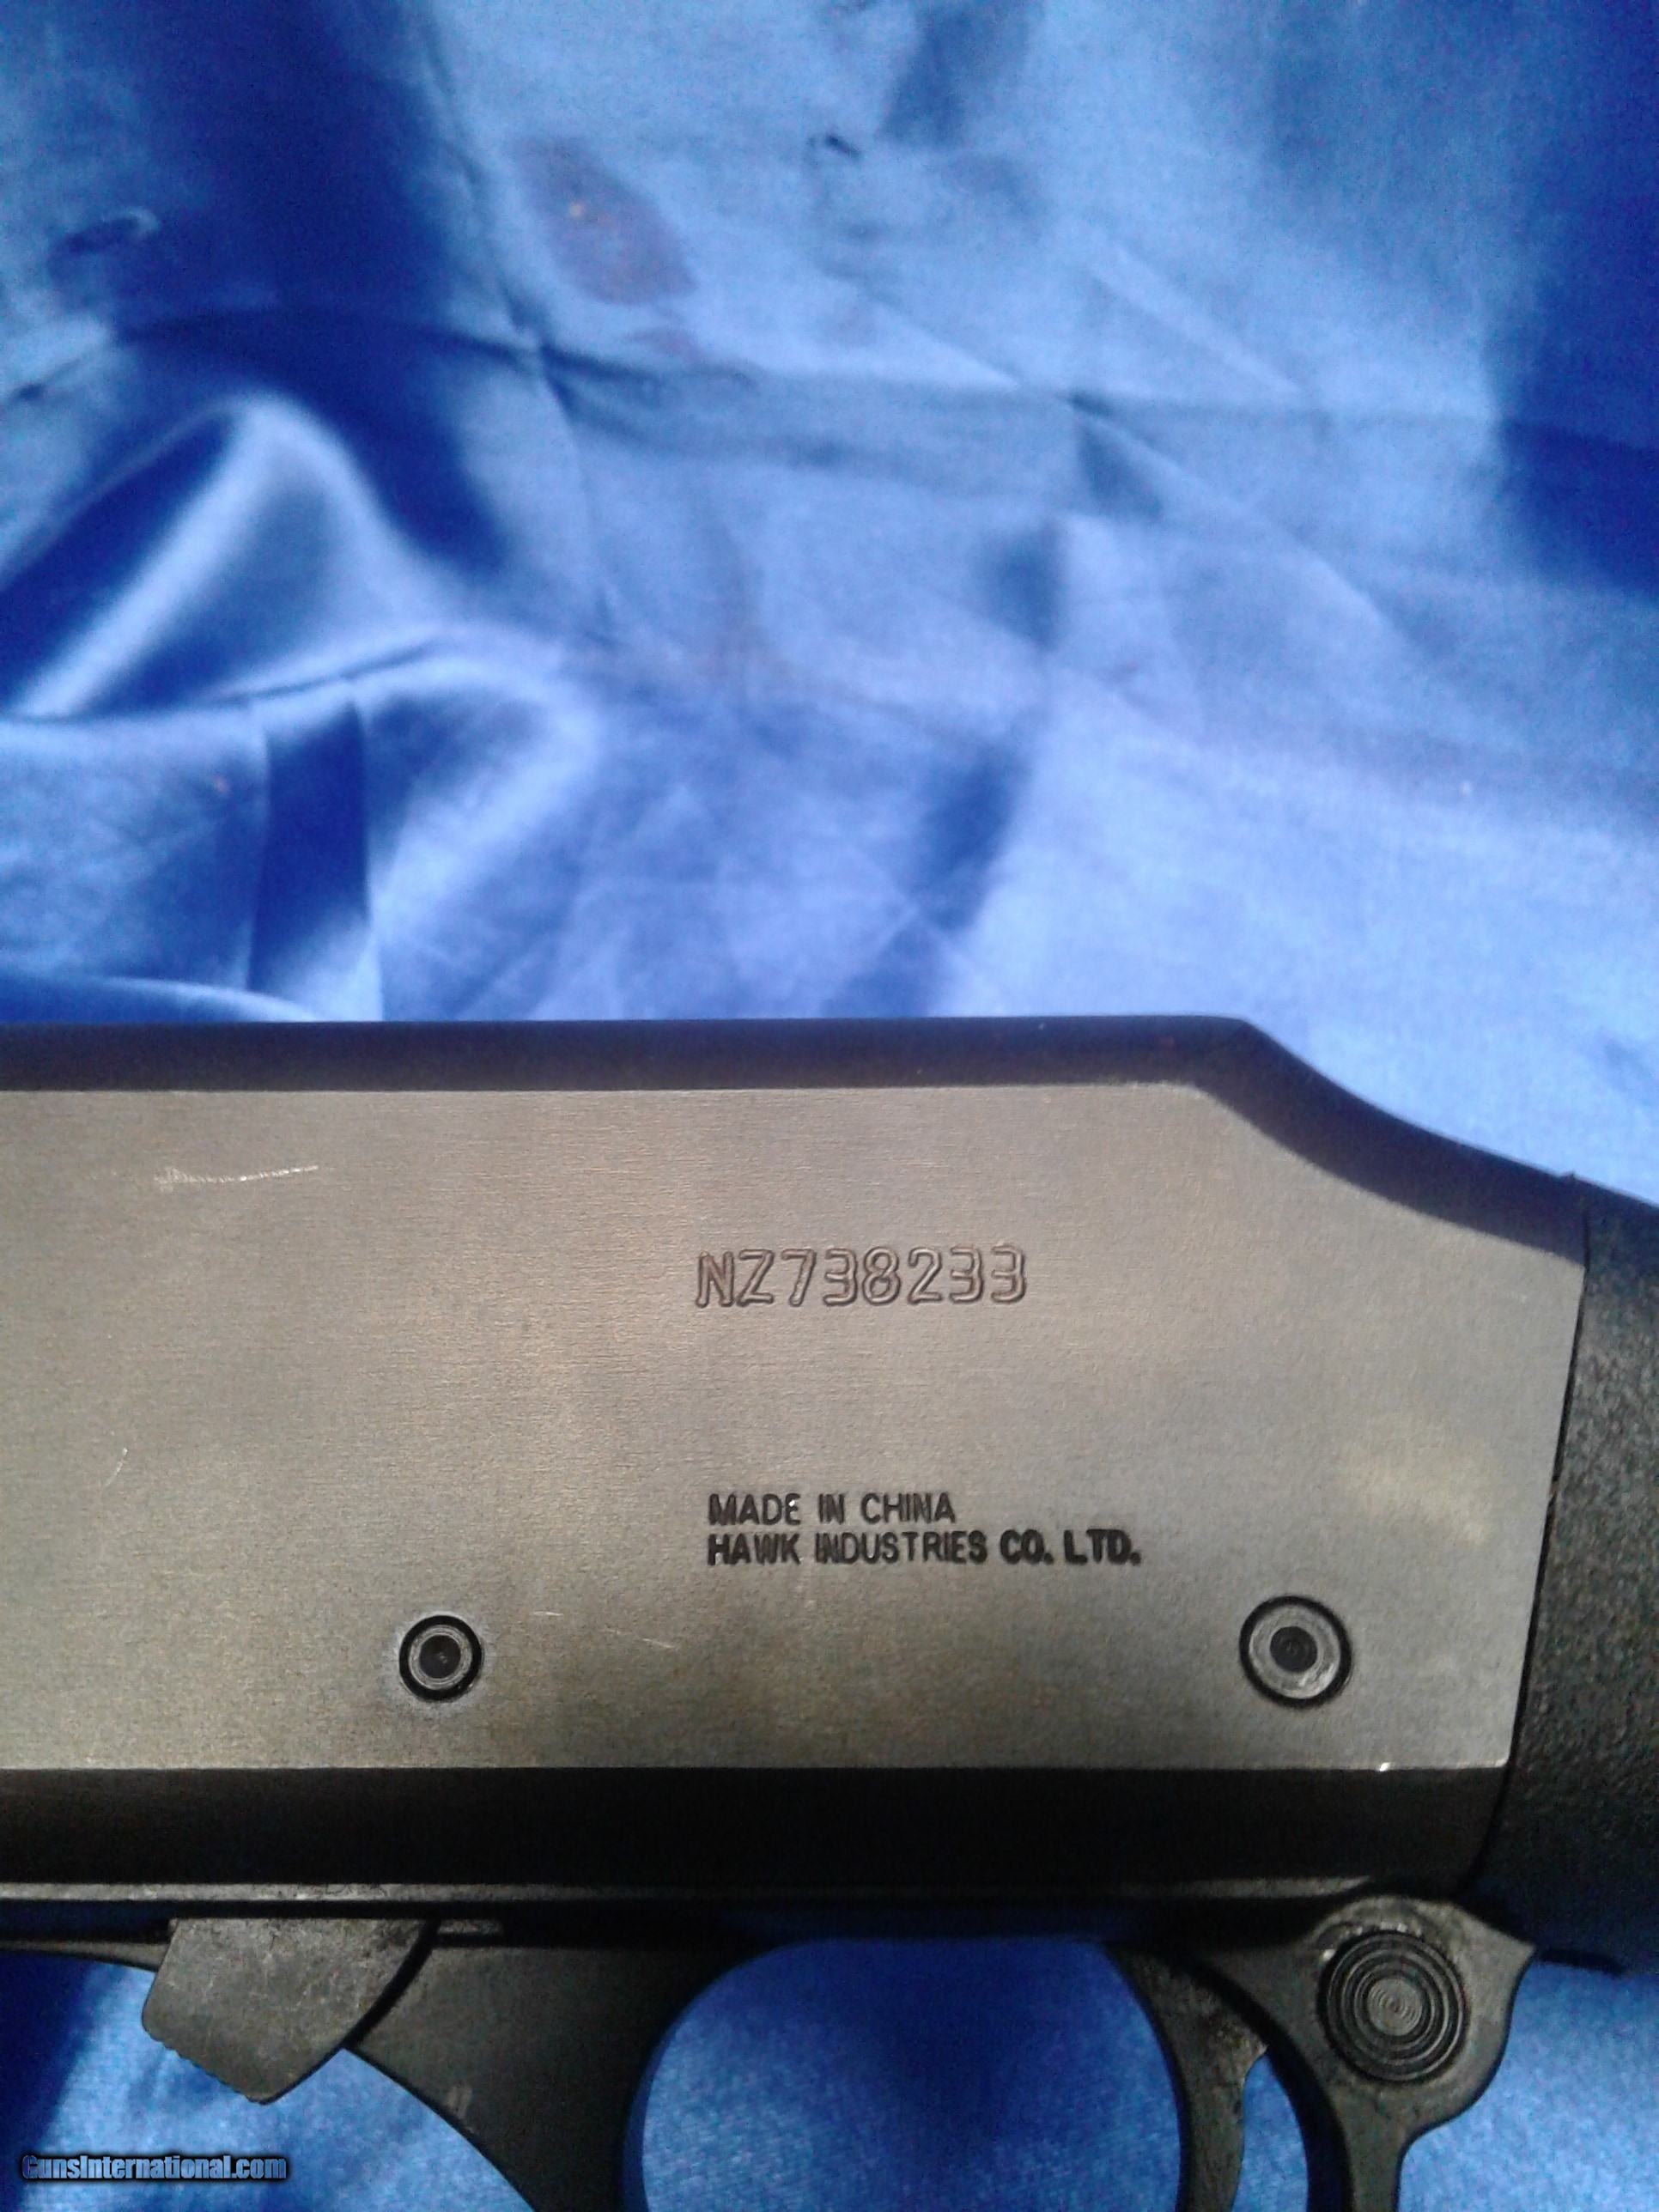 NZ738233
MADE IN CHINA
HAWK INDUSTRIES CO. LTD.
GunsInternational.com